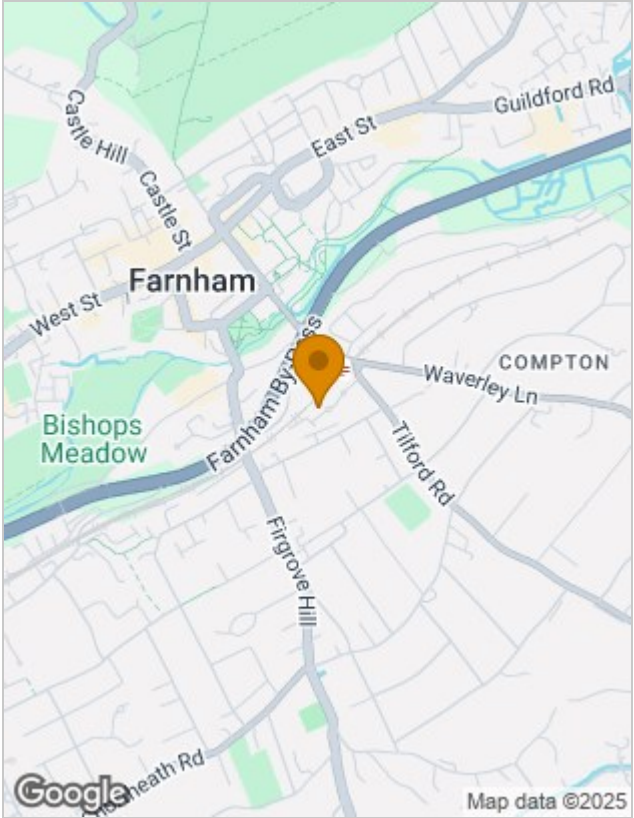 Guildford Rd
East St
Castle Hill
Castle St
Farnham
West St
Farnham By-Pass
COMPTON
Waverley Ln
Bishops
Meadow
Tilford Rd
Firgrove Hill
Google
Map data ©2025